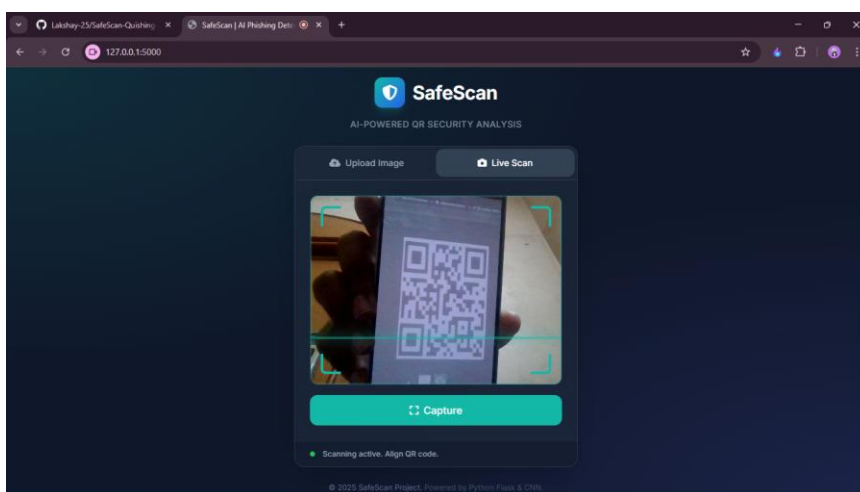 Lakshay-25/SafeScan-Quishing
SafeScan | AI Phishing Dete
127.0.0.1:5000
SafeScan
AI-POWERED QR SECURITY ANALYSIS
Upload Image
Live Scan
Capture
Scanning active. Align QR code.
© 2025 SafeScan Project. Powered by Python Flask & CNN.